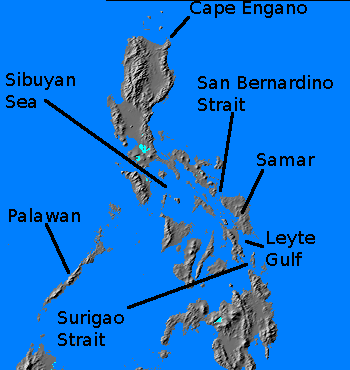 Cape Engano
Sibuyan
Sea
San Bernardino
Strait
Samar
Palawan
Leyte
Gulf
Surigao
Strait